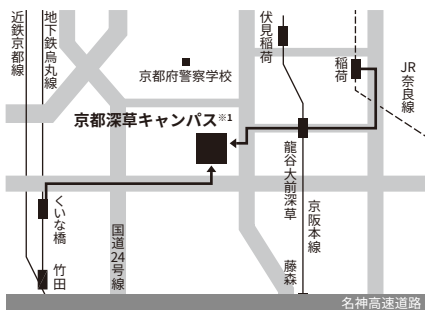 近鉄京都線
地下鉄烏丸線
伏見稲荷
稲荷
JR
奈良線
京都府警察学校
京都深草キャンパス※1
龍谷大前深草
くいな橋
竹田
国道24号線
京阪本線
藤森
名神高速道路